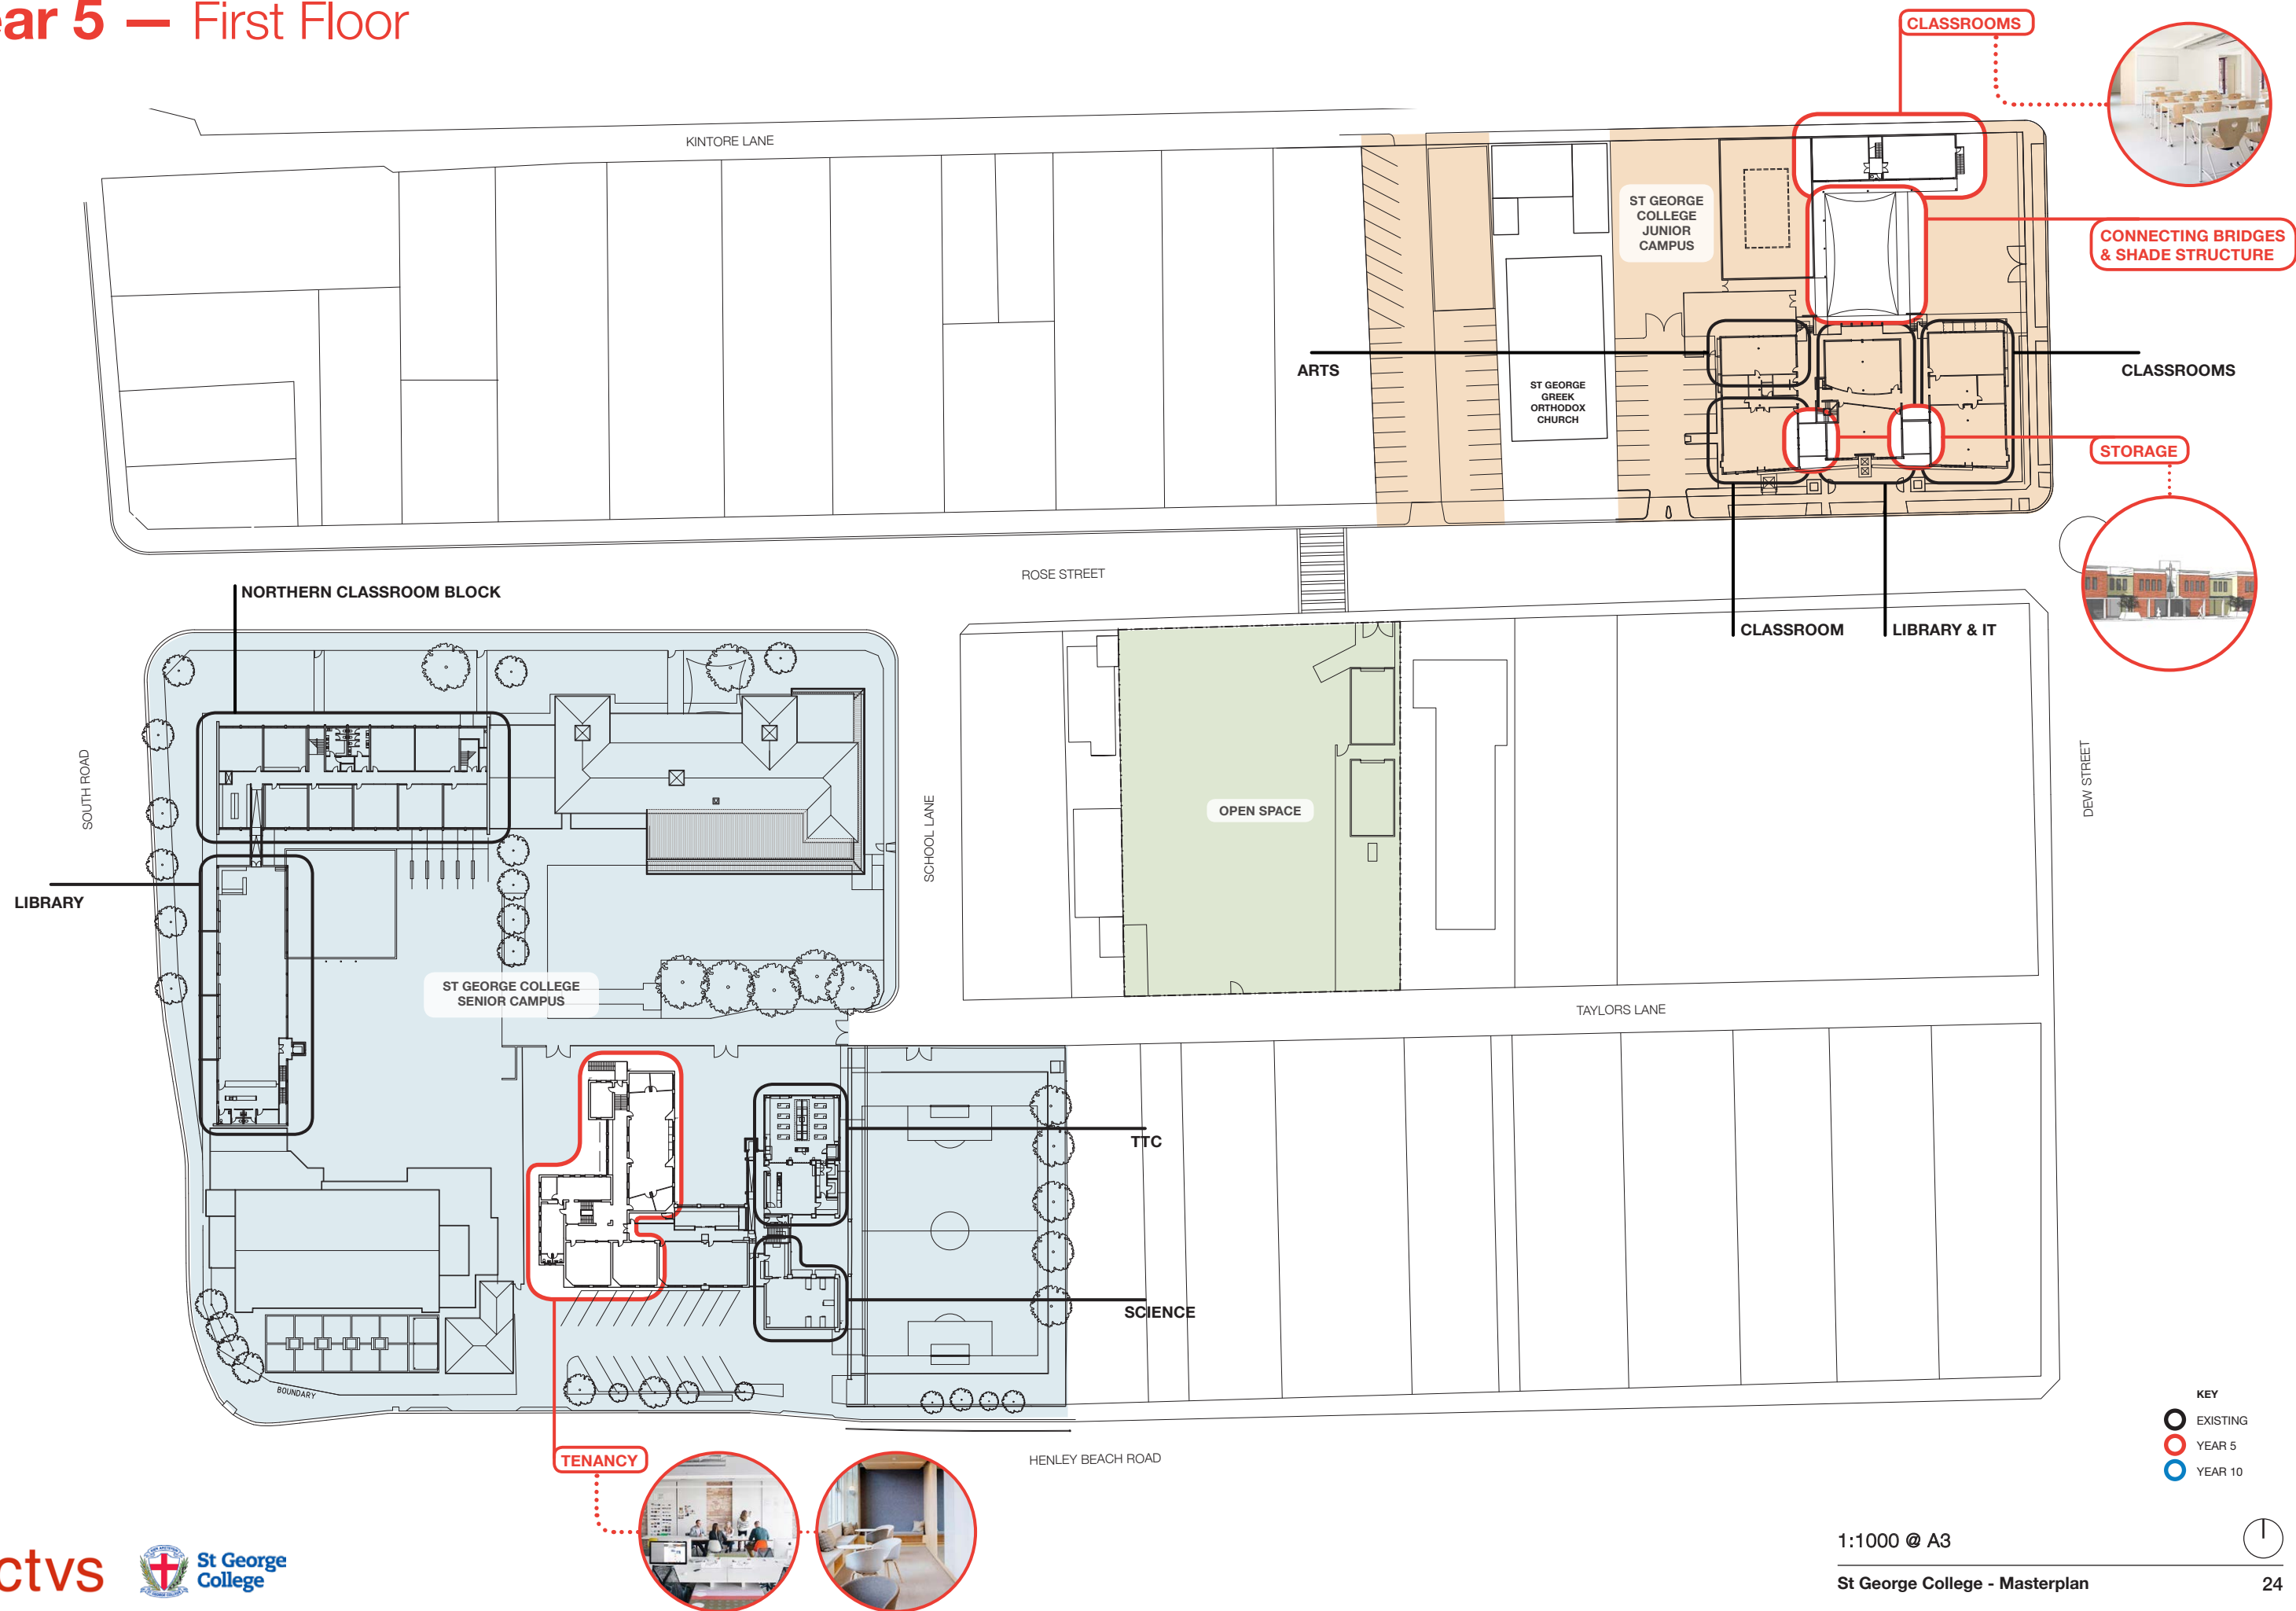 ear 5 — First Floor
CLASSROOMS
KINTORE LANE
ST GEORGE
COLLEGE
JUNIOR
CAMPUS
CONNECTING BRIDGES
& SHADE STRUCTURE
ARTS
ST GEORGE
GREEK
ORTHODOX
CHURCH
CLASSROOMS
STORAGE
ROSE STREET
NORTHERN CLASSROOM BLOCK
CLASSROOM
LIBRARY & IT
SOUTH ROAD
SCHOOL LANE
OPEN SPACE
DEW STREET
LIBRARY
ST GEORGE COLLEGE
SENIOR CAMPUS
TAYLORS LANE
TTC
SCIENCE
BOUNDARY
TENANCY
HENLEY BEACH ROAD
KEY
EXISTING
YEAR 5
YEAR 10
ctvs
St George
College
1:1000 @ A3
St George College - Masterplan
24